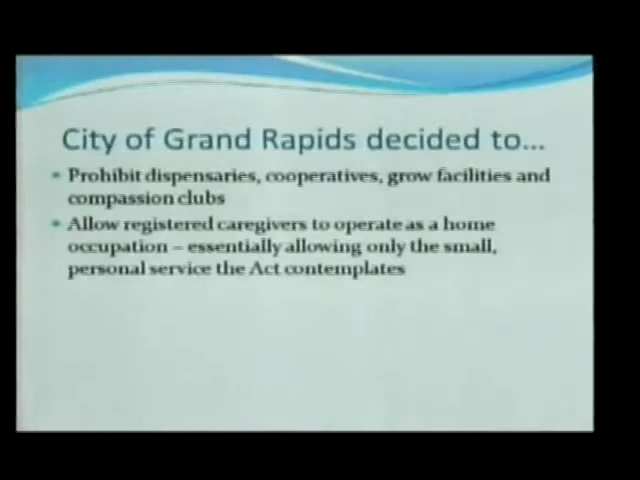 City of Grand Rapids decided to...
• Prohibit dispensaries, cooperatives, grow facilities and
compassion clubs
• Allow registered caregivers to operate as a home
occupation – essentially allowing only the small,
personal service the Act contemplates